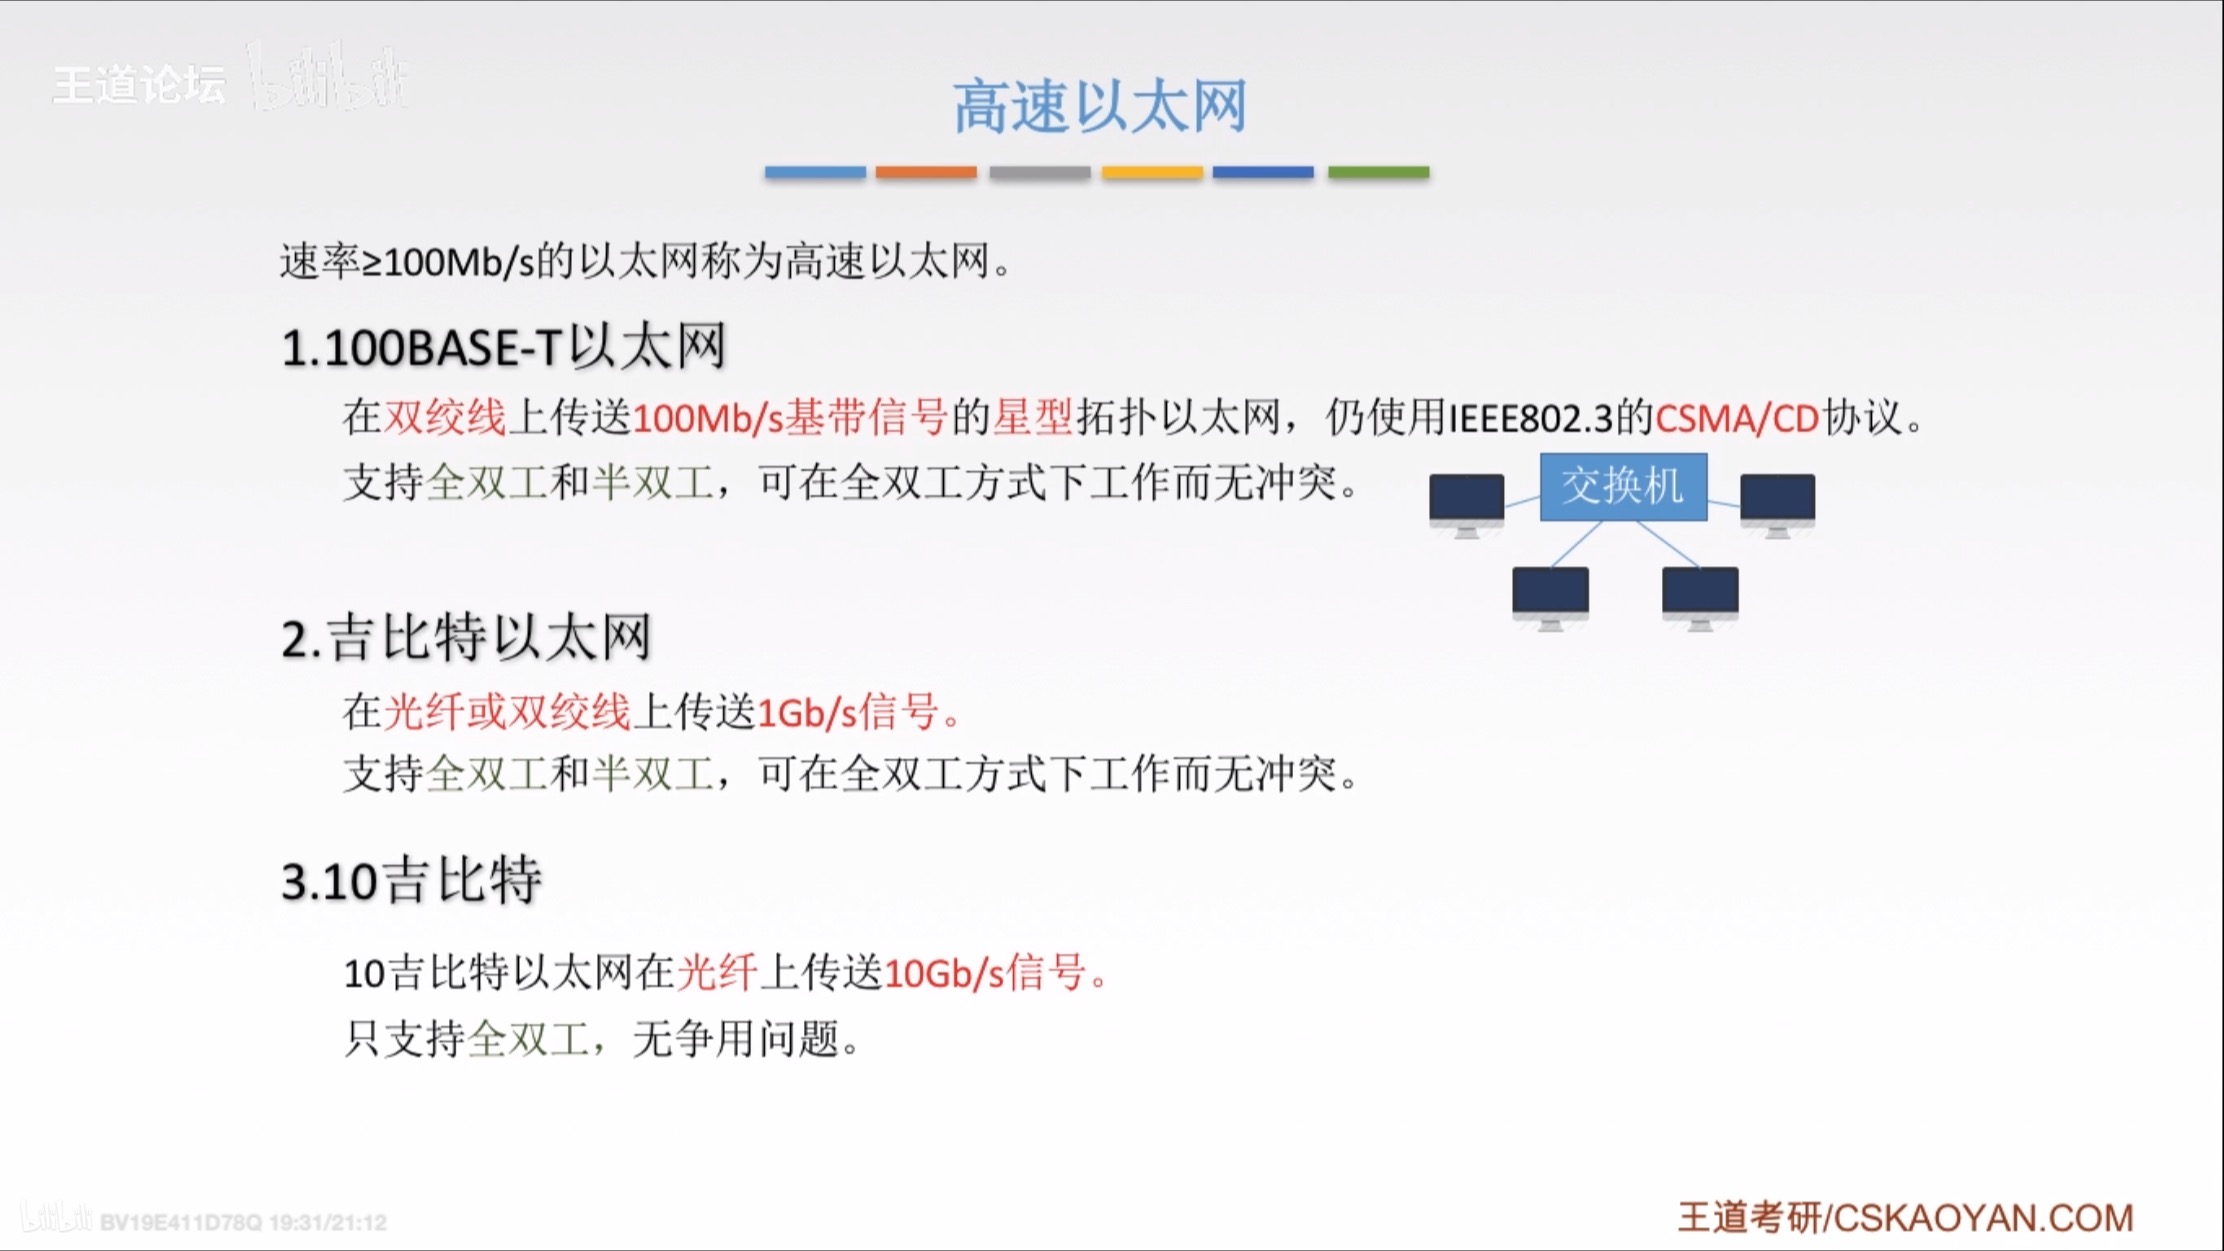 王道论坛 bilibili
高速以太网
速率≥100Mb/s的以太网称为高速以太网。
1.100BASE-T以太网
在双绞线上传送100Mb/s基带信号的星型拓扑以太网，仍使用IEEE802.3的CSMA/CD协议。
支持全双工和半双工，可在全双工方式下工作而无冲突。
交换机
2.吉比特以太网
在光纤或双绞线上传送1Gb/s信号。
支持全双工和半双工，可在全双工方式下工作而无冲突。
3.10吉比特
10吉比特以太网在光纤上传送10Gb/s信号。
只支持全双工，无争用问题。
bilibili BV19E411D78Q 19:31/21:12
王道考研/CSKAOYAN.COM